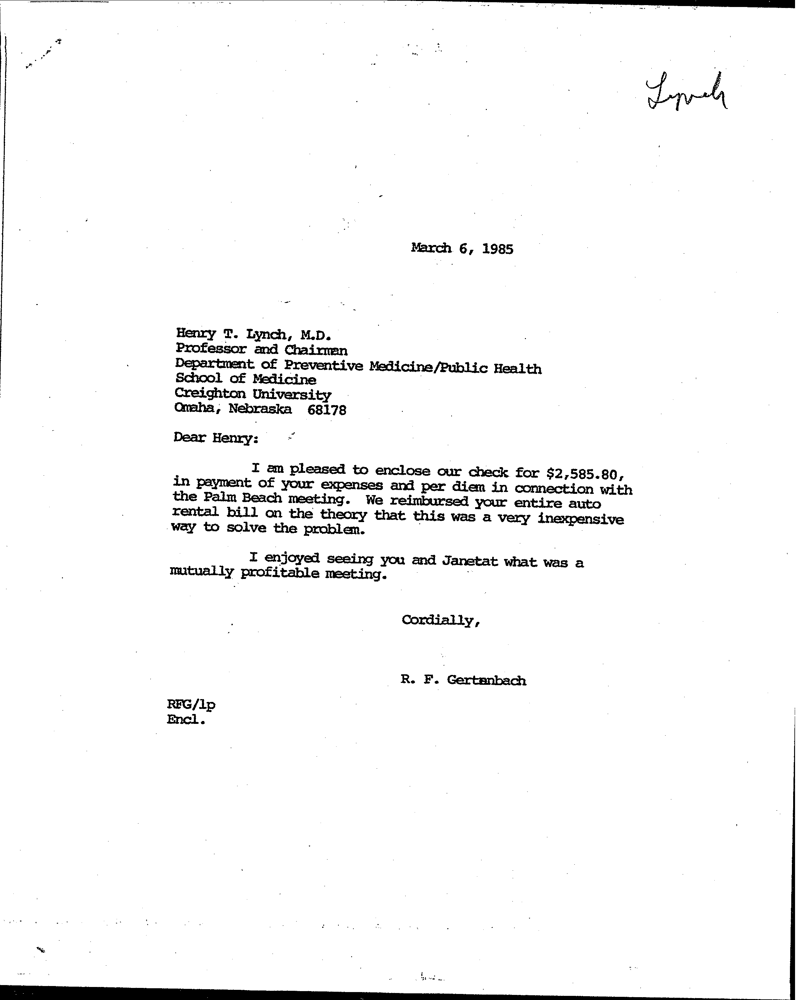 Lynch
March 6, 1985
Henry T. Lynch, M.D.
Professor and Chairman
Department of Preventive Medicine/Public Health
School of Medicine
Creighton University
Omaha, Nebraska 68178
Dear Henry:
I am pleased to enclose our check for $2,585.80,
in payment of your expenses and per diem in connection with
the Palm Beach meeting. We reimbursed your entire auto
rental bill on the theory that this was a very inexpensive
way to solve the problem.
I enjoyed seeing you and Janetat what was a
mutually profitable meeting.
Cordially,
R. F. Gertenbach
RFG/lp
Encl.